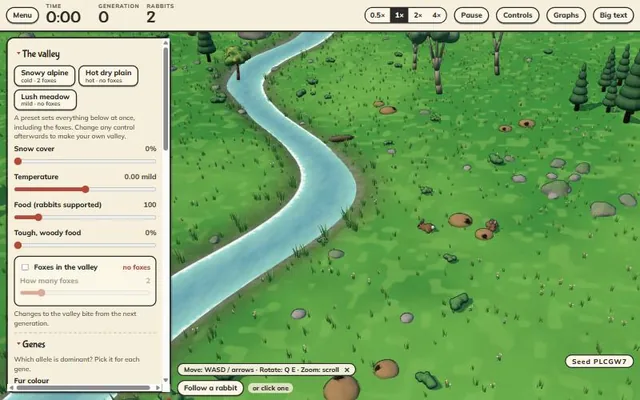 Menu
TIME
0:00
GENERATION
0
RABBITS
2
0.5×
1×
2×
4×
Pause
Controls
Graphs
Big text
The valley
Snowy alpine
cold · 2 foxes
Hot dry plain
hot · no foxes
Lush meadow
mild · no foxes
A preset sets everything below at once,
including the foxes. Change any control
afterwards to make your own valley.
Snow cover 0%
Temperature 0.00 mild
Food (rabbits supported) 100
Tough, woody food 0%
Foxes in the valley no foxes
How many foxes 2
Changes to the valley bite from the next
generation.
Genes
Which allele is dominant? Pick it for each
gene.
Fur colour
Move: WASD / arrows · Rotate: Q E · Zoom: scroll ×
Follow a rabbit
or click one
Seed PLCGW7